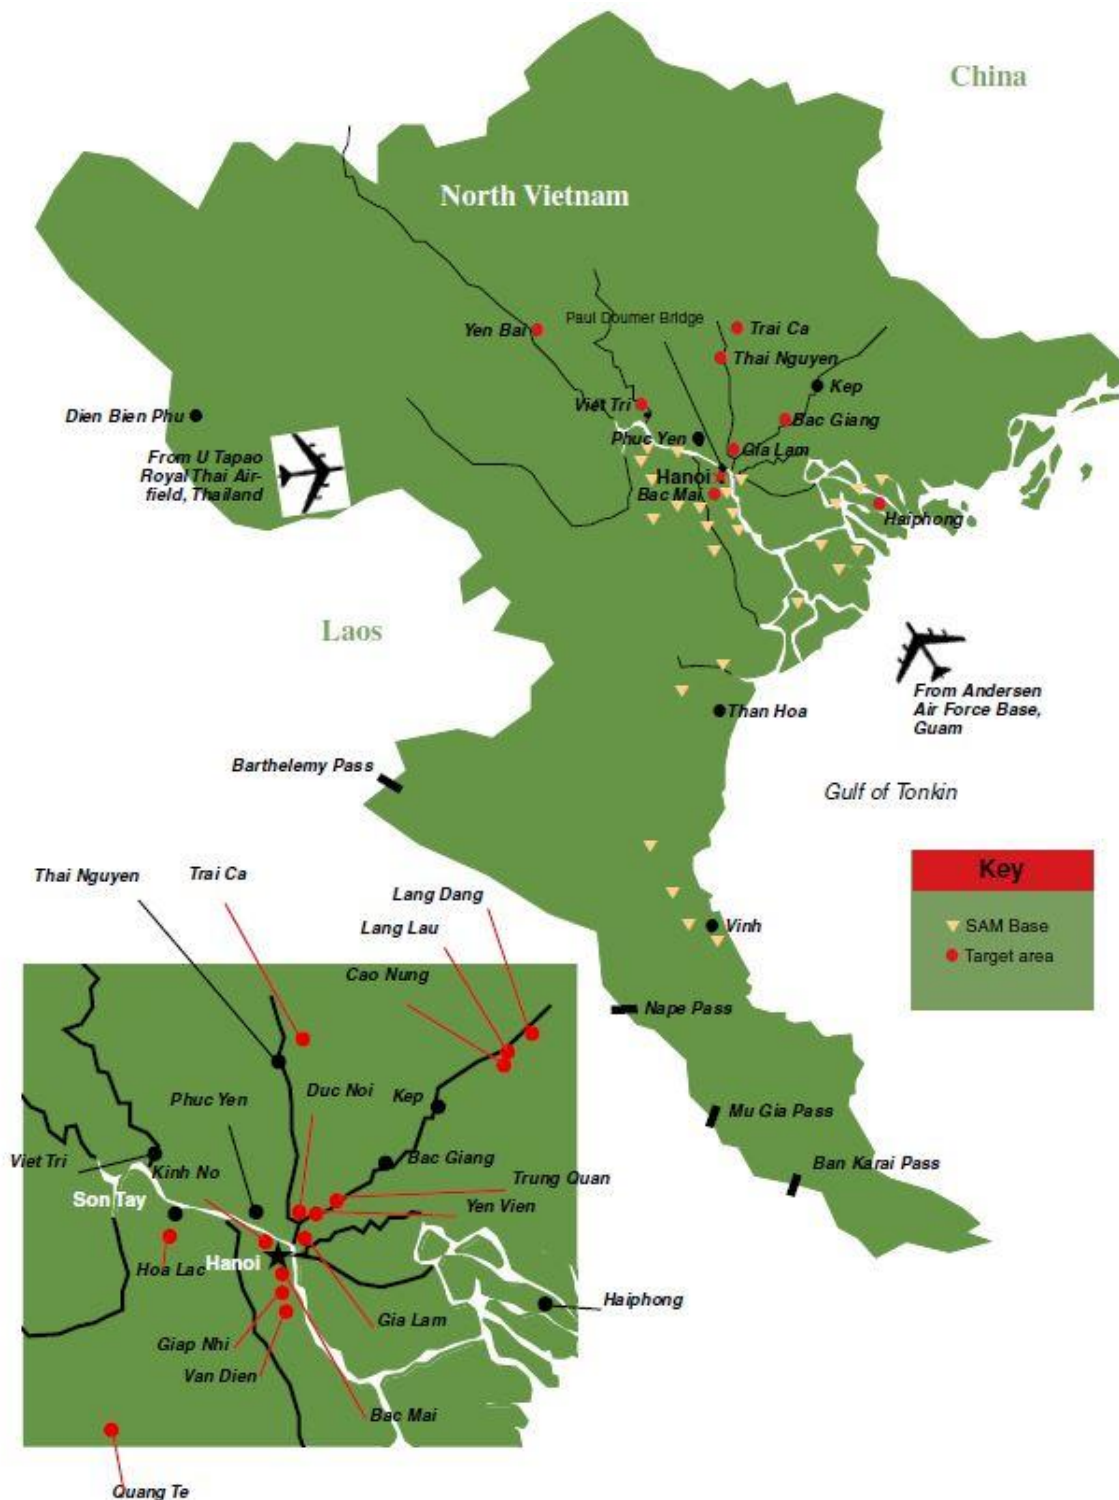 China
North Vietnam
Paul Doumer Bridge
Yen Bai
Trai Ca
Thai Nguyen
Kep
Viet Tri
Bac Giang
Dien Bien Phu
Phuc Yen
Gia Lam
From U Tapao
Royal Thai Air-
field, Thailand
Hanoi
Bac Mai
Haiphong
Laos
From Andersen
Air Force Base,
Guam
Than Hoa
Barthelemy Pass
Gulf of Tonkin
Key
SAM Base
Target area
Vinh
Nape Pass
Mu Gia Pass
Ban Karai Pass
Thai Nguyen
Trai Ca
Lang Dang
Lang Lau
Cao Nung
Duc Noi
Phuc Yen
Kep
Viet Tri
Kinh No
Bac Giang
Trung Quan
Son Tay
Yen Vien
Hanoi
Hoa Lac
Haiphong
Gia Lam
Giap Nhi
Van Dien
Bac Mai
Quang Te